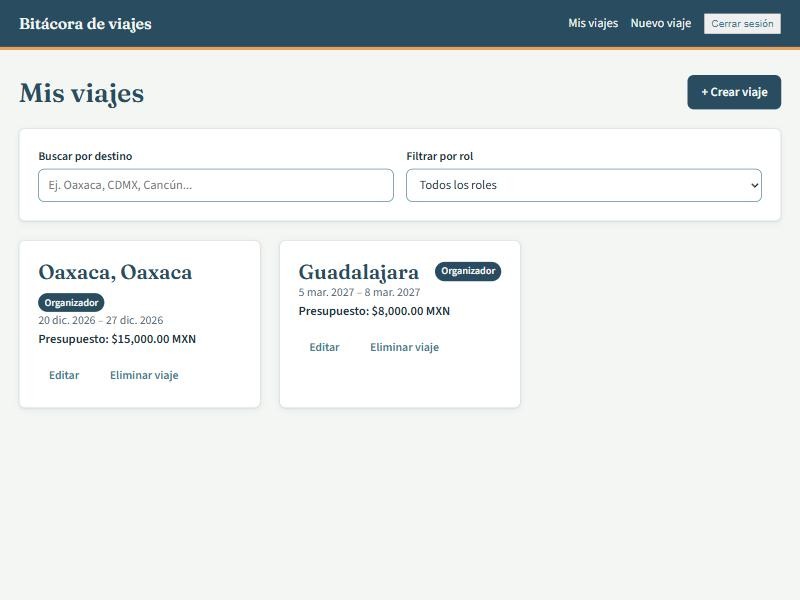 Bitácora de viajes
Mis viajes Nuevo viaje Cerrar sesión
Mis viajes
+ Crear viaje
Buscar por destino
Ej. Oaxaca, CDMX, Cancún...
Filtrar por rol
Todos los roles
Oaxaca, Oaxaca
Organizador
20 dic. 2026 – 27 dic. 2026
Presupuesto: $15,000.00 MXN
Editar Eliminar viaje
Guadalajara Organizador
5 mar. 2027 – 8 mar. 2027
Presupuesto: $8,000.00 MXN
Editar Eliminar viaje